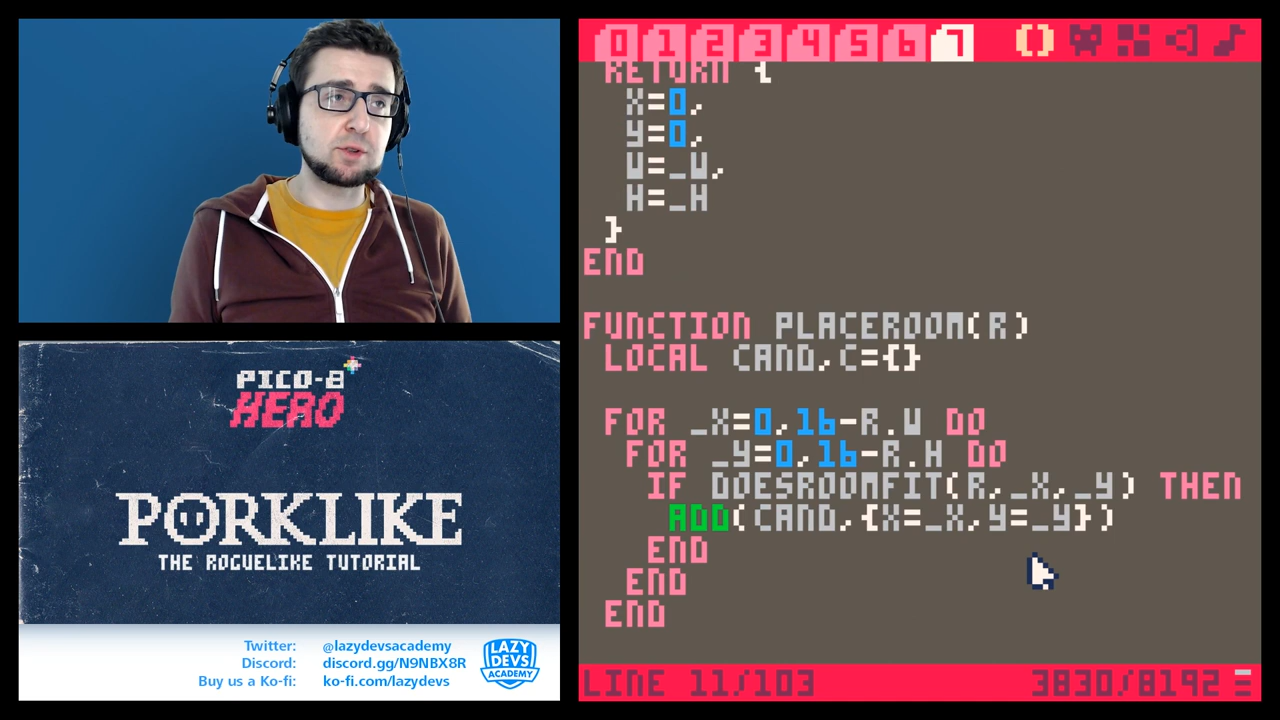 0 1 2 3 4 5 6 7 ()
RETURN {
X=0,
Y=0,
W=_W,
H=_H
}
END
FUNCTION PLACEROOM(R)
LOCAL CAND,C={}
FOR _X=0,16-R.W DO
FOR _Y=0,16-R.H DO
IF DOESROOMFIT(R,_X,_Y) THEN
ADD(CAND,{X=_X,Y=_Y})
END
END
END
LINE 11/103 3830/8192
PICO-8
HERO
PORKLIKE
THE ROGUELIKE TUTORIAL
Twitter: @lazydevsacademy
Discord: discord.gg/N9NBX8R
Buy us a Ko-fi: ko-fi.com/lazydevs
LAZY
DEVS
ACADEMY